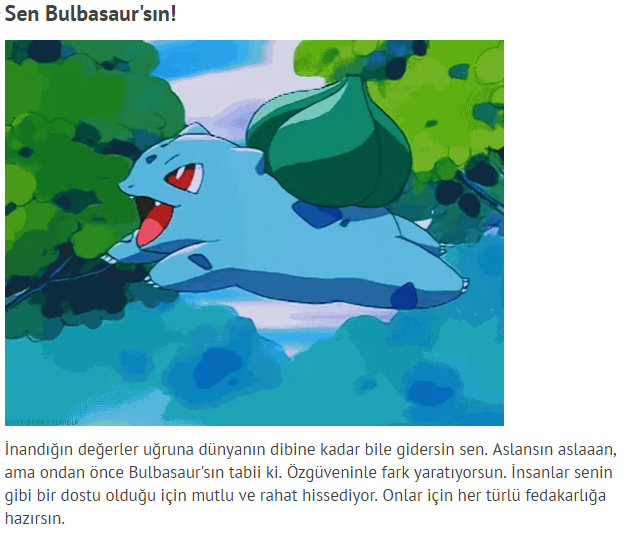 Sen Bulbasaur'sın!
İnandığın değerler uğruna dünyanın dibine kadar bile gidersin sen. Aslansın aslaaan,
ama ondan önce Bulbasaur'sın tabii ki. Özgüveninle fark yaratıyorsun. İnsanlar senin
gibi bir dostu olduğu için mutlu ve rahat hissediyor. Onlar için her türlü fedakarlığa
hazırsın.